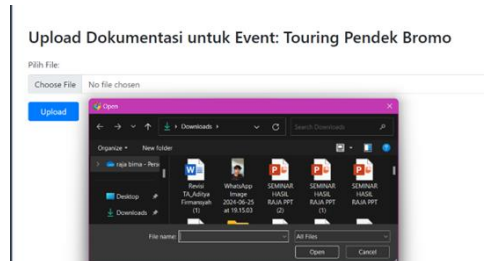 Upload Dokumentasi untuk Event: Touring Pendek Bromo
Pilih File:
Choose File No file chosen
Upload
Open
Downloads
Search Downloads
Organize New folder
raja bima - Pers
Desktop
Downloads
Revisi TA_Aditya Firmansyah (1)
WhatsApp Image 2024-06-25 at 19.15.03
SEMINAR HASIL RAJA PPT (2)
SEMINAR HASIL RAJA PPT (1)
SEMINAR HASIL RAJA PPT
File name:
All Files
Open Cancel